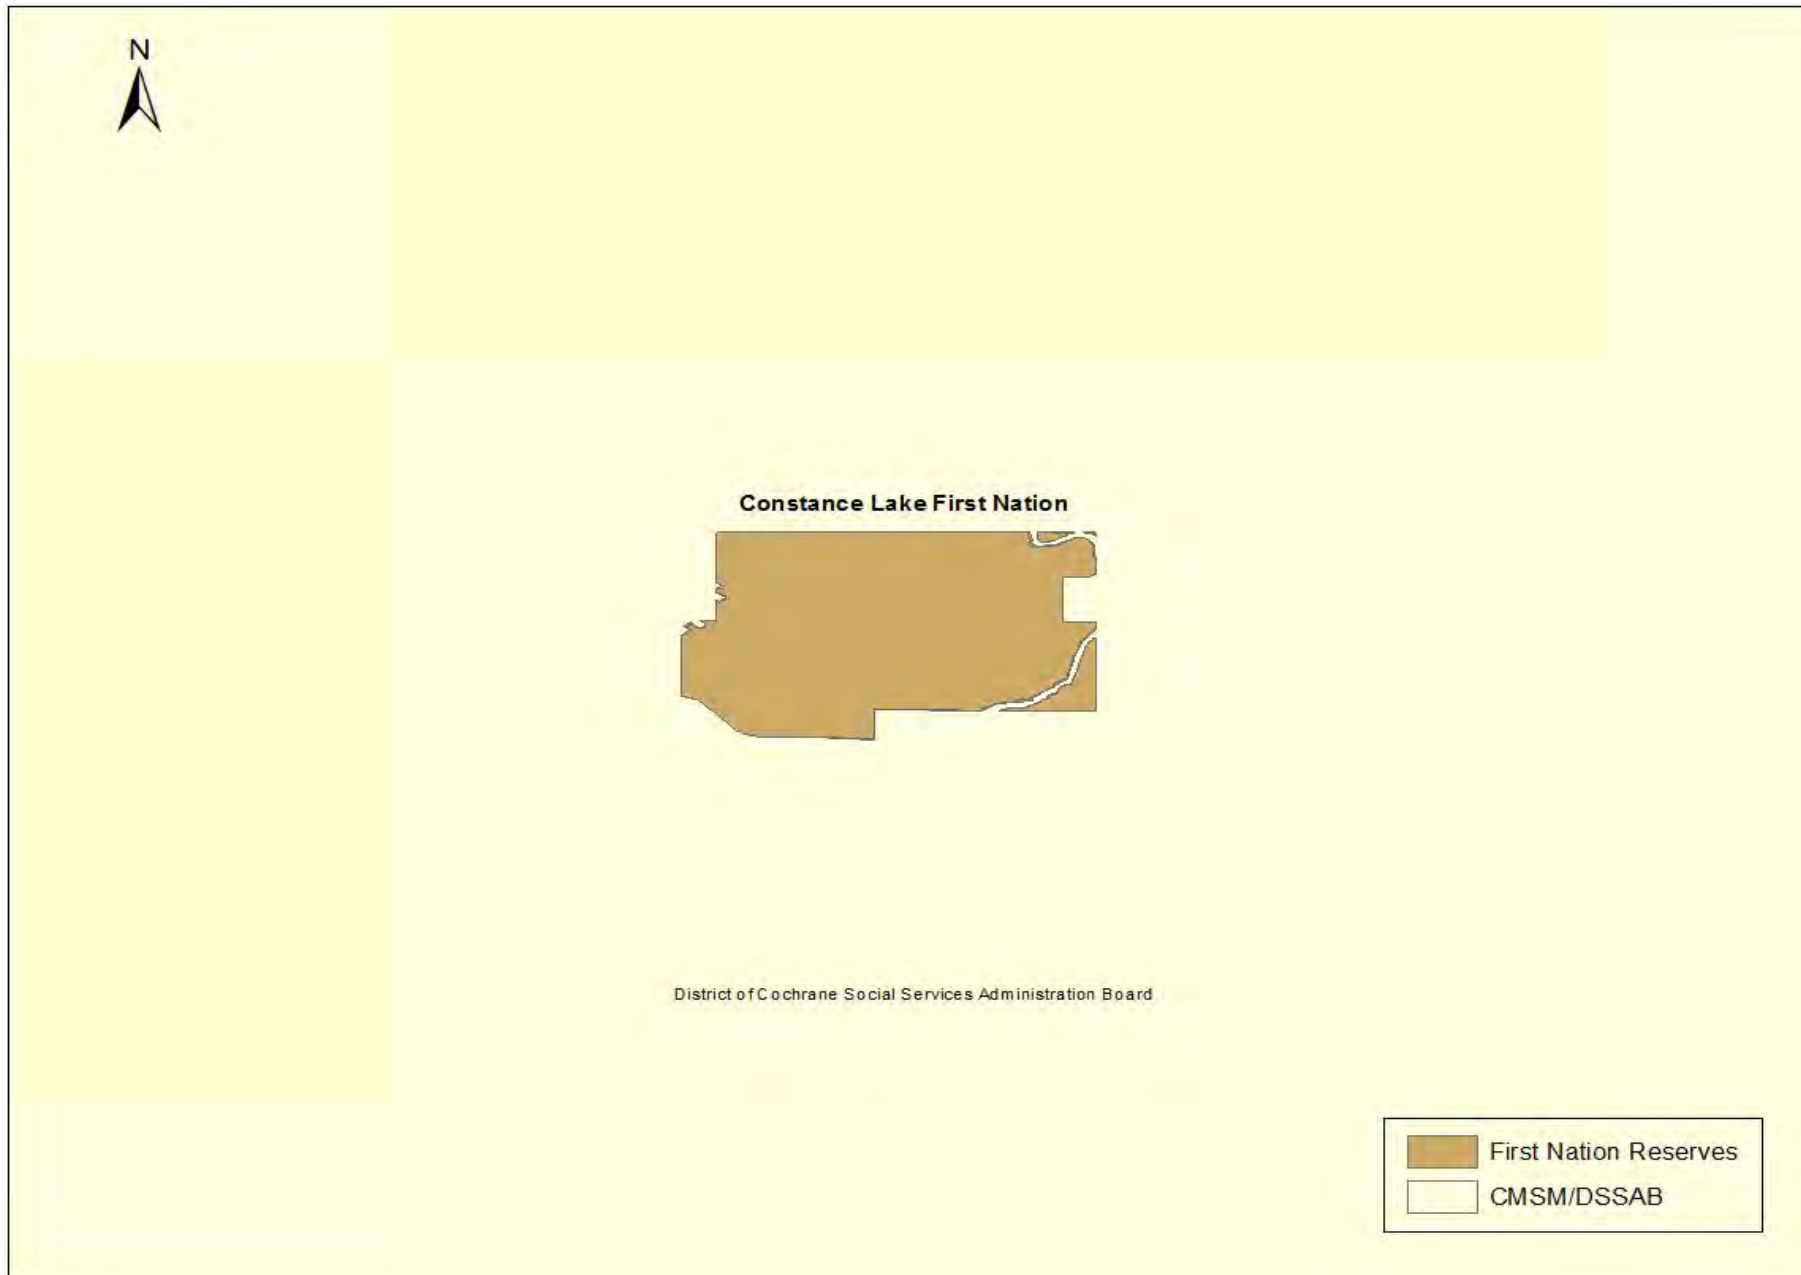 N
Constance Lake First Nation
District of Cochrane Social Services Administration Board
First Nation Reserves
CMSM/DSSAB